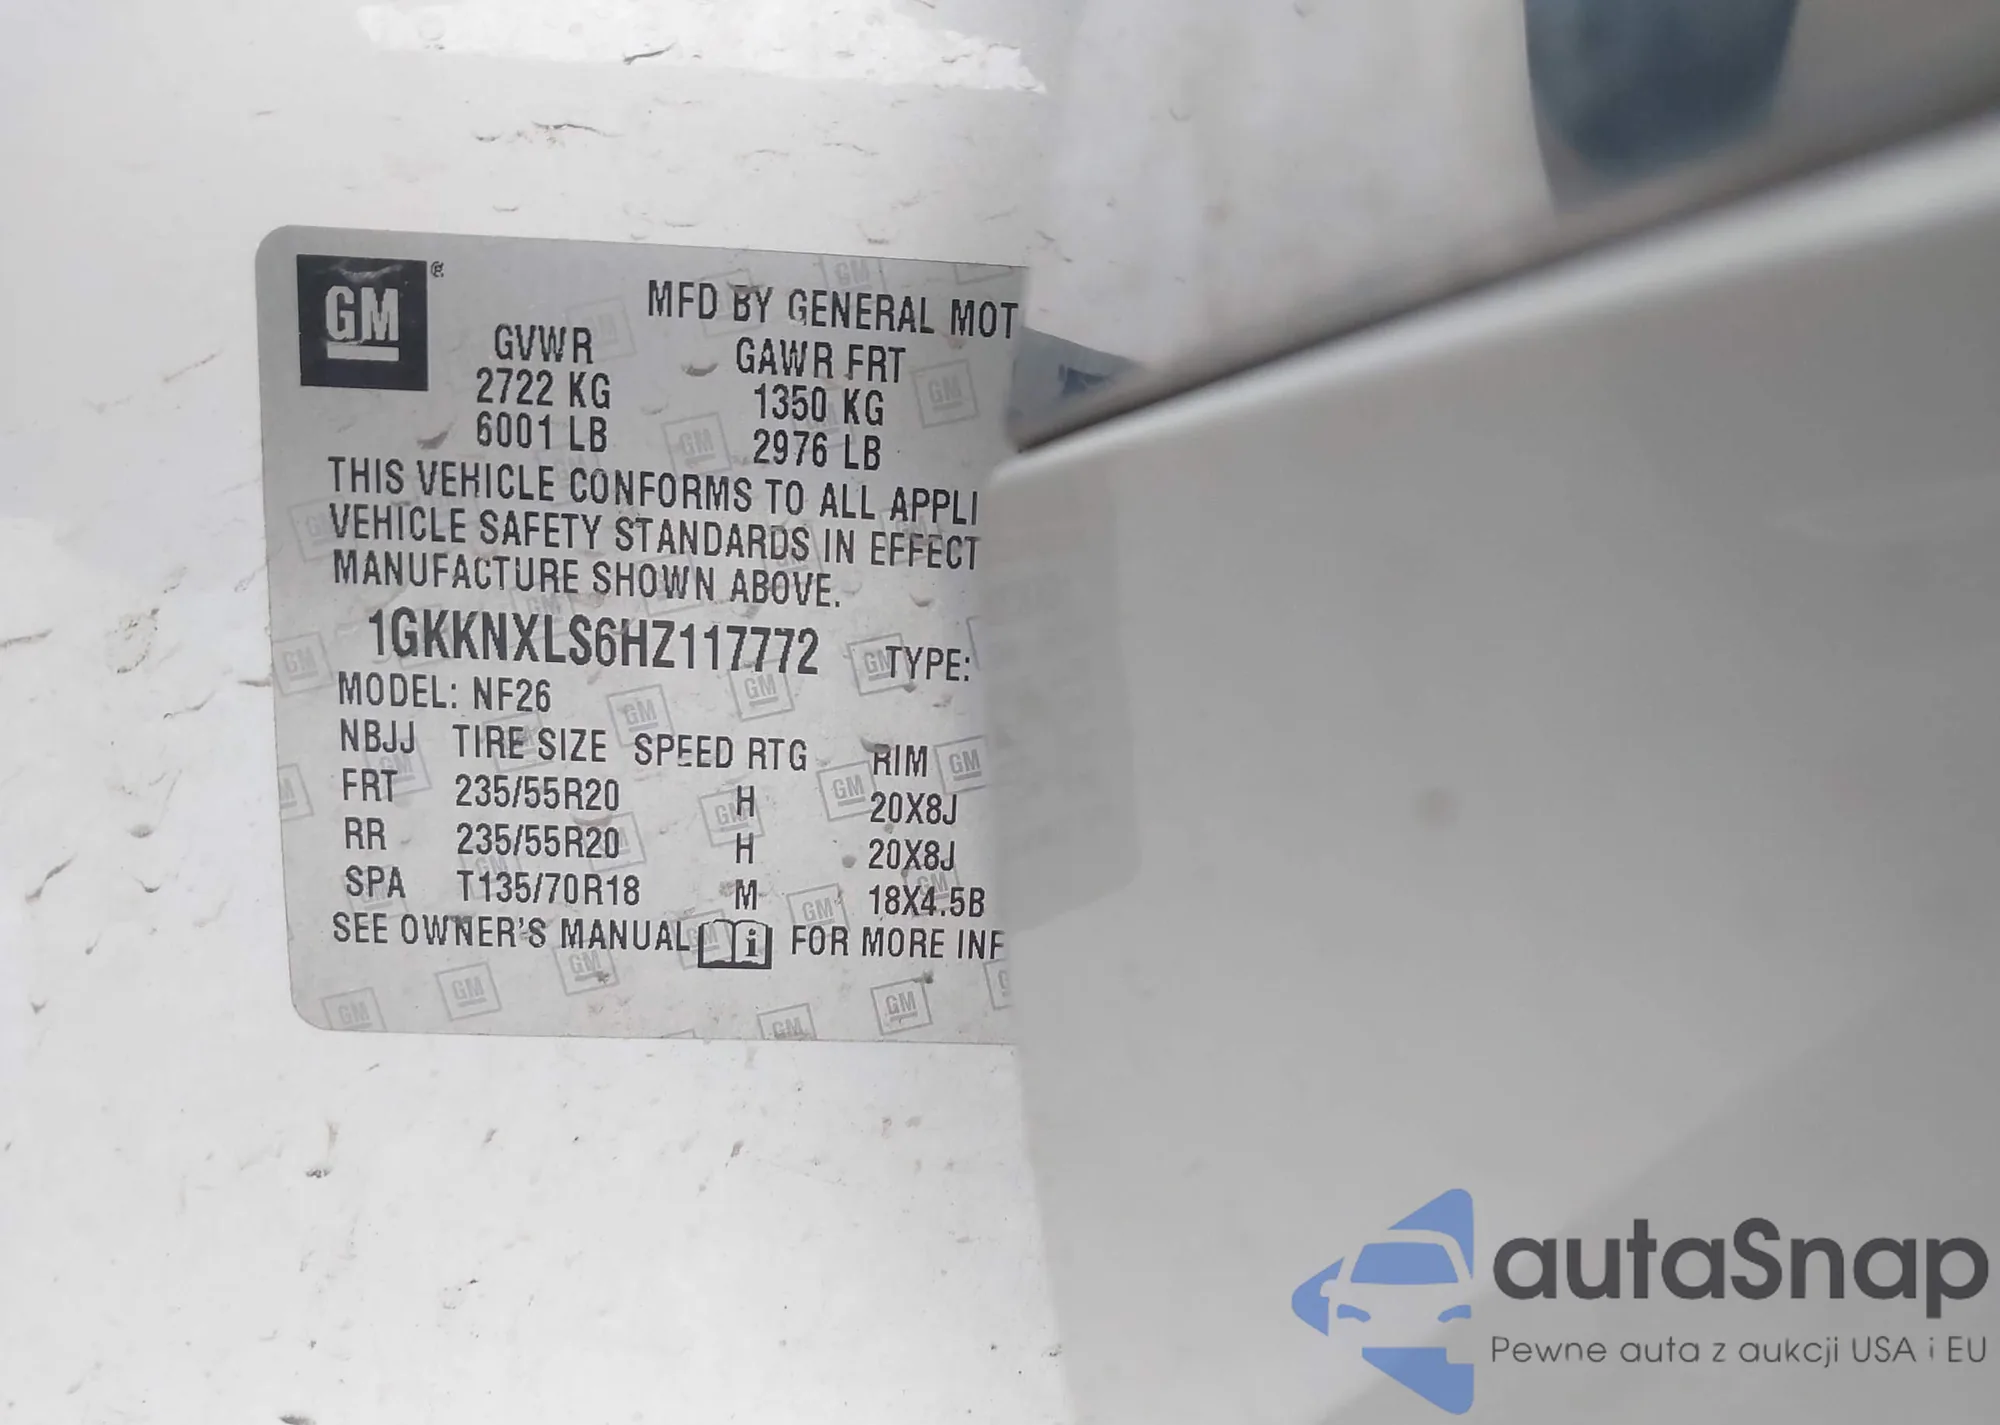 GM
MFD BY GENERAL MOT
GVWR GAWR FRT
2722 KG 1350 KG
6001 LB 2976 LB
THIS VEHICLE CONFORMS TO ALL APPLI
VEHICLE SAFETY STANDARDS IN EFFECT
MANUFACTURE SHOWN ABOVE.
1GKKNXLS6HZ117772 TYPE:
MODEL: NF26
NBJJ TIRE SIZE SPEED RTG RIM
FRT 235/55R20 H 20X8J
RR 235/55R20 H 20X8J
SPA T135/70R18 M 18X4.5B
SEE OWNER'S MANUAL i FOR MORE INF
autaSnap
Pewne auta z aukcji USA i EU